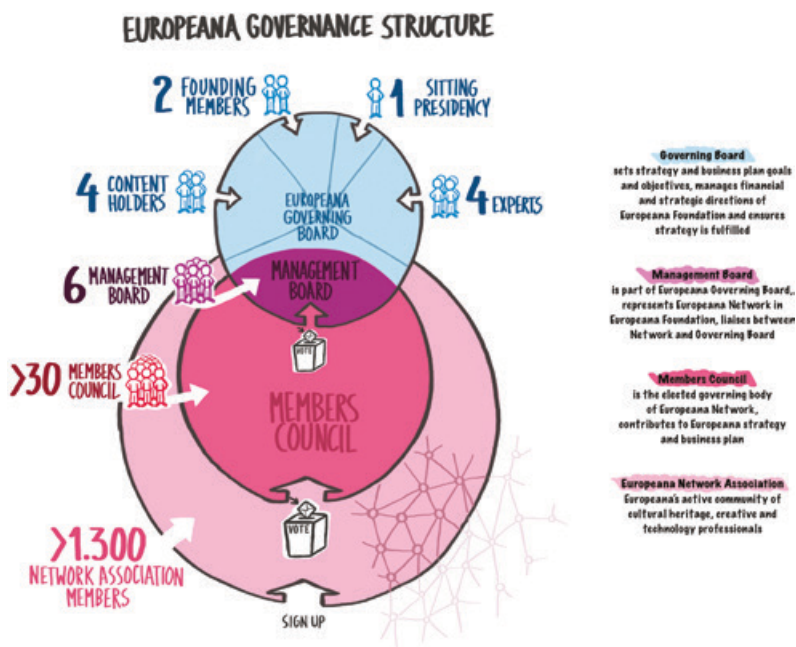 EUROPEANA GOVERNANCE STRUCTURE
2 FOUNDING
MEMBERS
1 SITTING
PRESIDENCY
4 CONTENT
HOLDERS
4 EXPERTS
EUROPEANA
GOVERNING
BOARD
6 MANAGEMENT
BOARD
MANAGEMENT
BOARD
VOTE
>30 MEMBERS
COUNCIL
MEMBERS
COUNCIL
VOTE
>1.300
NETWORK ASSOCIATION
MEMBERS
SIGN UP
Governing Board
sets strategy and business plan goals
and objectives, manages financial
and strategic directions of
Europeana Foundation and ensures
strategy is fulfilled
Management Board
is part of Europeana Governing Board,.
represents Europeana Network in
Europeana Foundation, liaises between
Network and Governing Board
Members Council
is the elected governing body
of Europeana Network,
contributes to Europeana strategy
and business plan
Europeana Network Association
Europeana's active community of
cultural heritage, creative and
technology professionals